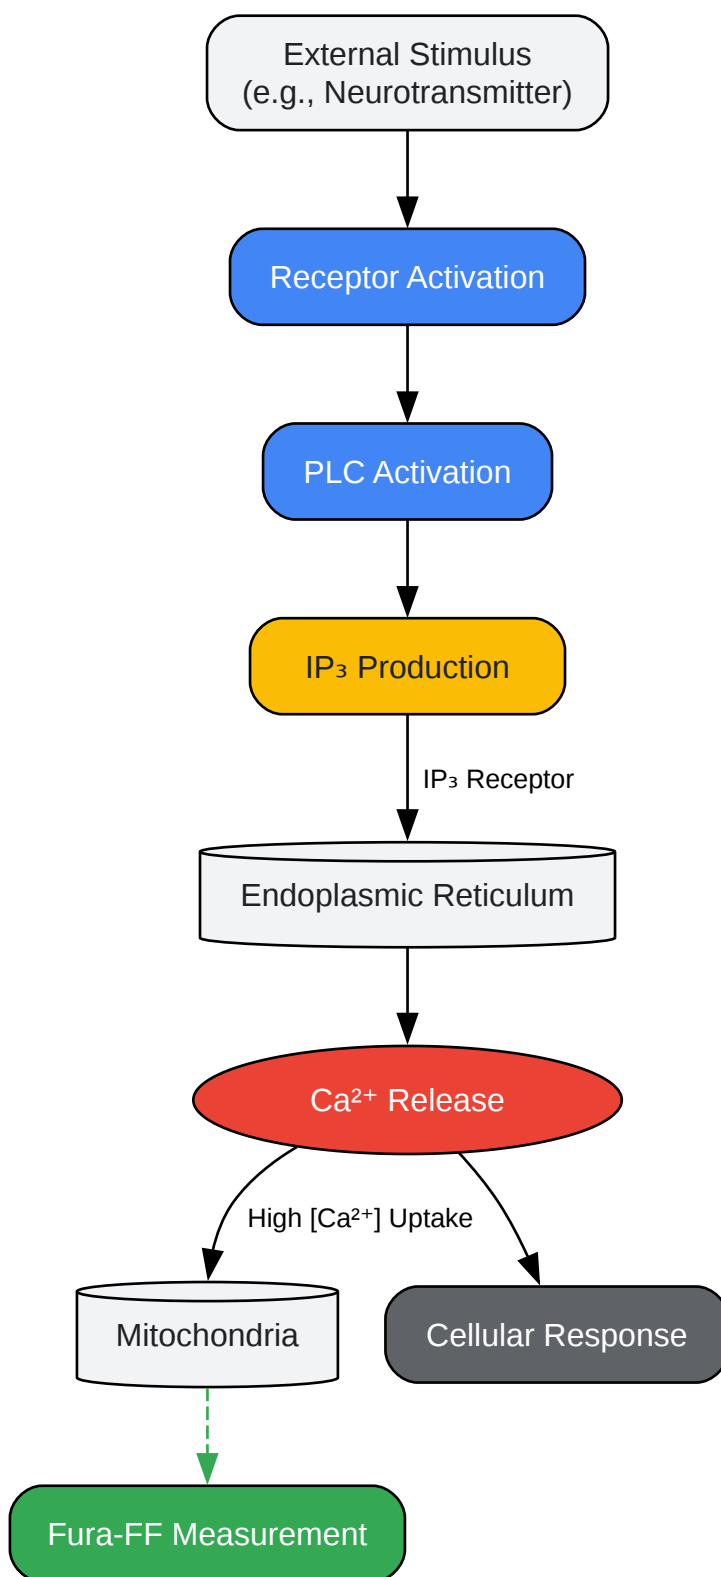 External Stimulus
(e.g., Neurotransmitter)
Receptor Activation
PLC Activation
IP₃ Production
IP₃ Receptor
Endoplasmic Reticulum
Ca²⁺ Release
High [Ca²⁺] Uptake
Mitochondria
Cellular Response
Fura-FF Measurement